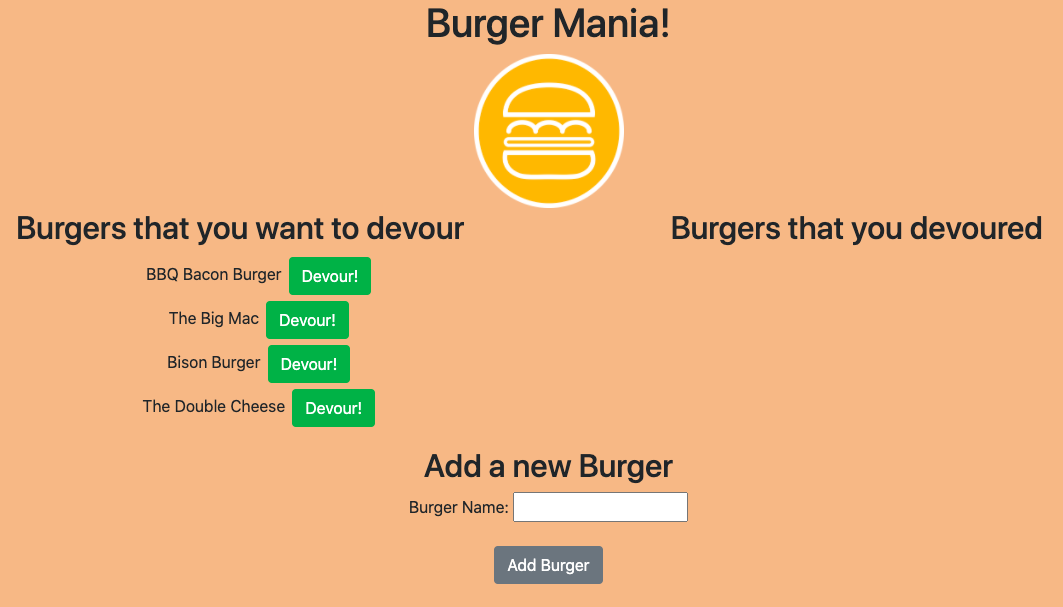 Burger Mania!
Burgers that you want to devour
BBQ Bacon Burger Devour!
The Big Mac Devour!
Bison Burger Devour!
The Double Cheese Devour!
Burgers that you devoured
Add a new Burger
Burger Name:
Add Burger